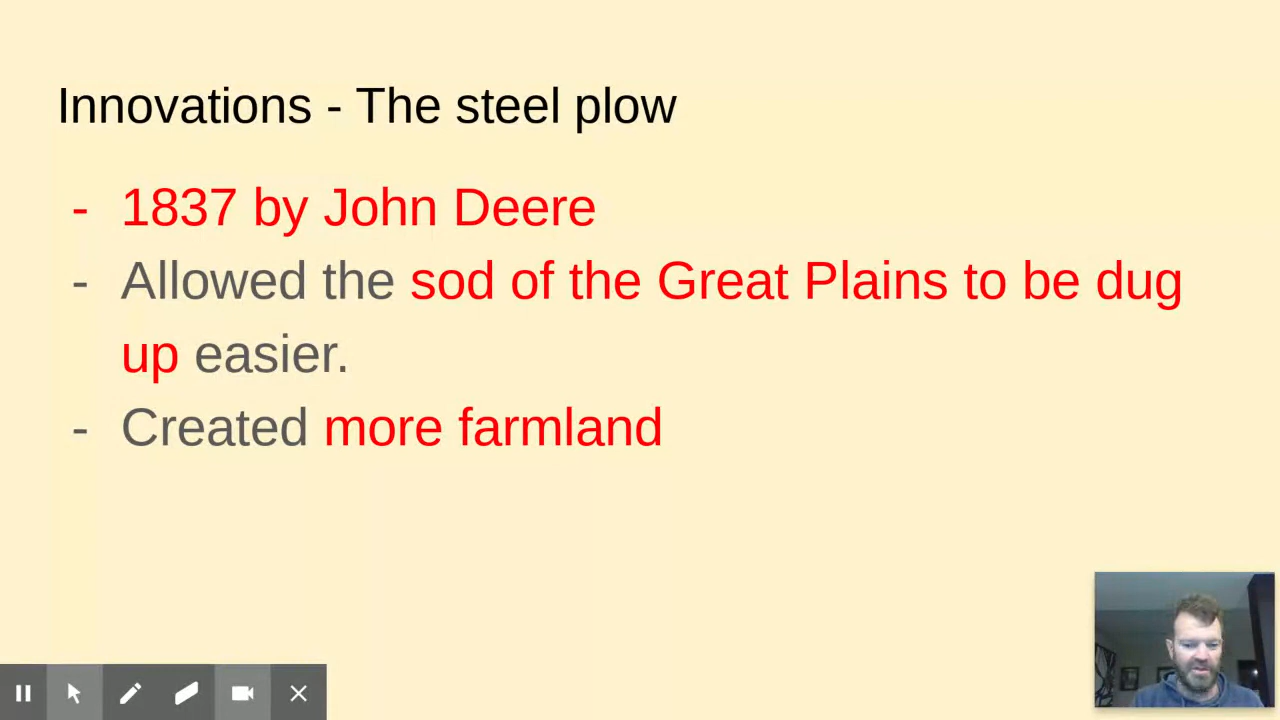 Innovations - The steel plow
- 1837 by John Deere
- Allowed the sod of the Great Plains to be dug
up easier.
- Created more farmland